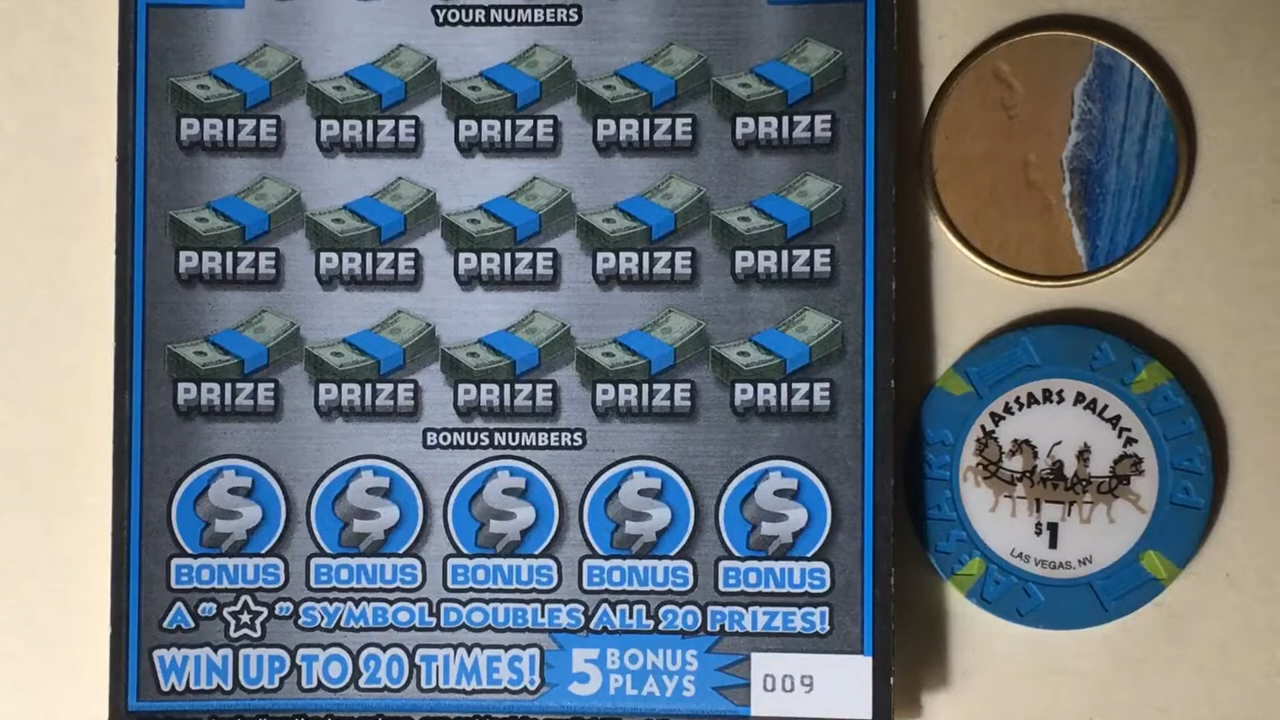 YOUR NUMBERS
PRIZE PRIZE PRIZE PRIZE PRIZE
PRIZE PRIZE PRIZE PRIZE PRIZE
PRIZE PRIZE PRIZE PRIZE PRIZE
BONUS NUMBERS
$ $ $ $ $
BONUS BONUS BONUS BONUS BONUS
A "☆" SYMBOL DOUBLES ALL 20 PRIZES!
WIN UP TO 20 TIMES!
5 BONUS
PLAYS
009
CAESARS PALACE
$1
LAS VEGAS, NV
CAESARS
PALACE